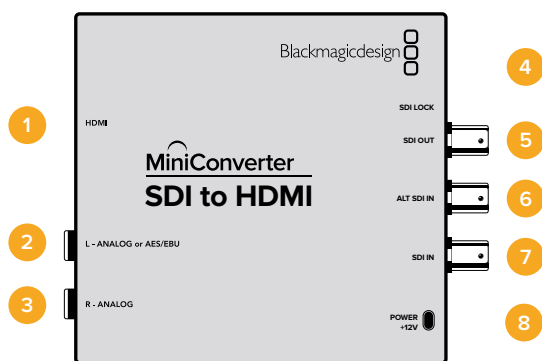 Blackmagicdesign
4
SDI LOCK
1
HDMI
SDI OUT
5
MiniConverter
SDI to HDMI
ALT SDI IN
6
2
L - ANALOG or AES/EBU
SDI IN
7
3
R - ANALOG
POWER
+12V
8